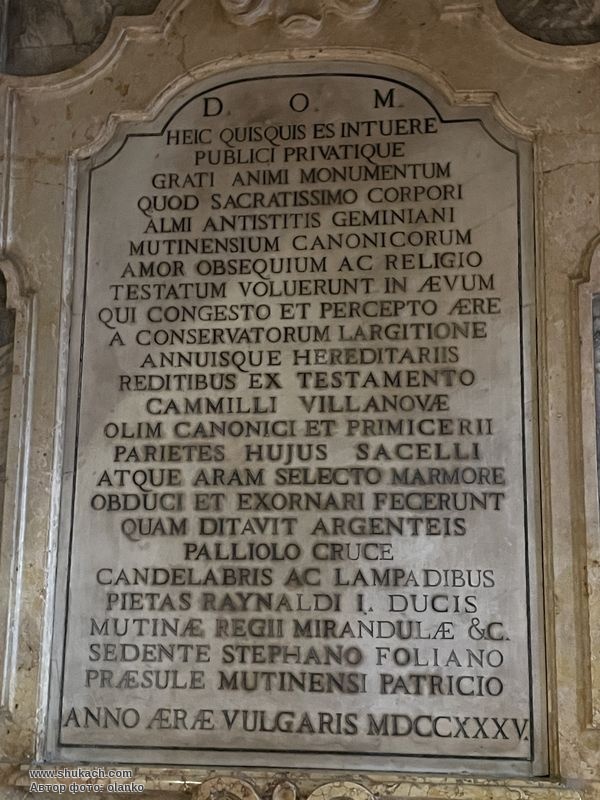 D. O. M.
HEIC QUISQUIS ES INTUERE
PUBLICI PRIVATIQUE
GRATI ANIMI MONUMENTUM
QUOD SACRATISSIMO CORPORI
ALMI ANTISTITIS GEMINIANI
MUTINENSIUM CANONICORUM
AMOR OBSEQUIUM AC RELIGIO
TESTATUM VOLUERUNT IN ÆVUM
QUI CONGESTO ET PERCEPTO ÆRE
A CONSERVATORUM LARGITIONE
ANNUISQUE HEREDITARIIS
REDITIBUS EX TESTAMENTO
CAMMILLI VILLANOVÆ
OLIM CANONICI ET PRIMICERII
PARIETES HUJUS SACELLI
ATQUE ARAM SELECTO MARMORE
OBDUCI ET EXORNARI FECERUNT
QUAM DITAVIT ARGENTEIS
PALLIOLO CRUCE
CANDELABRIS AC LAMPADIBUS
PIETAS RAYNALDI I. DUCIS
MUTINÆ REGII MIRANDULÆ &C.
SEDENTE STEPHANO FOLIANO
PRÆSULE MUTINENSI PATRICIO
ANNO ÆRÆ VULGARIS MDCCXXXV.
www.shukach.com
Автор фото: olanko